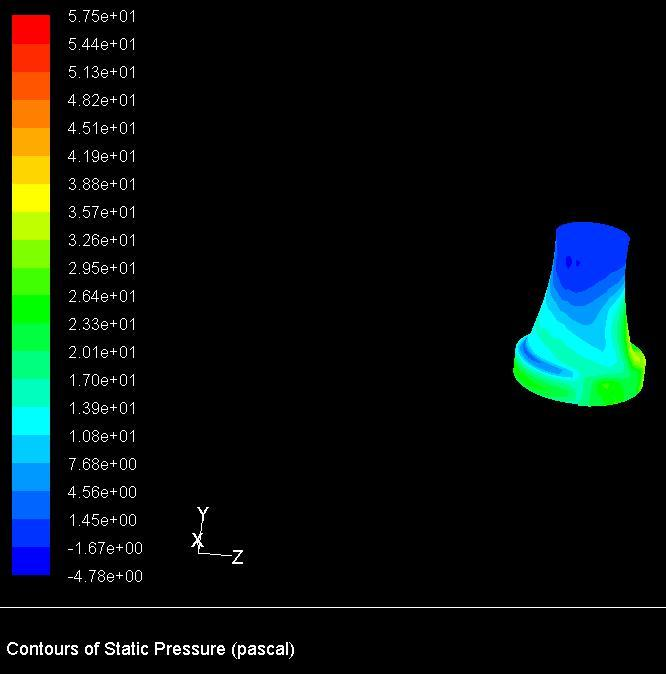 5.75e+01
5.44e+01
5.13e+01
4.82e+01
4.51e+01
4.19e+01
3.88e+01
3.57e+01
3.26e+01
2.95e+01
2.64e+01
2.33e+01
2.01e+01
1.70e+01
1.39e+01
1.08e+01
7.68e+00
4.56e+00
1.45e+00
-1.67e+00
-4.78e+00
Y
X
Z
Contours of Static Pressure (pascal)